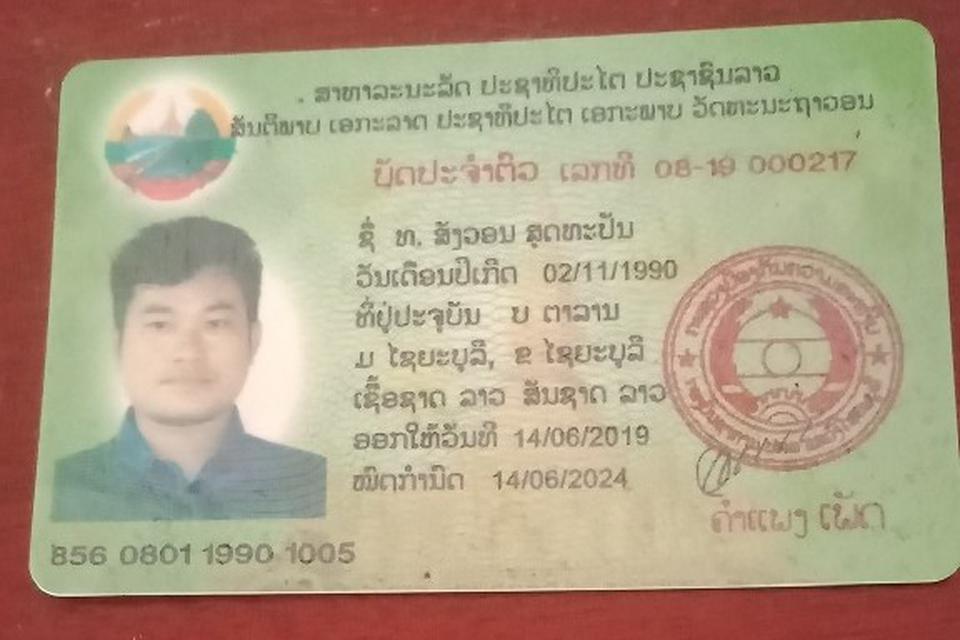 ສາທາລະນະລັດ ປະຊາທິປະໄຕ ປະຊາຊົນລາວ
ສັນຕິພາບ ເອກະລາດ ປະຊາທິປະໄຕ ເອກະພາບ ວັດທະນະຖາວອນ
ບັດປະຈຳຕົວ ເລກທີ 08-19 000217
ຊື່ ທ. ສັງວອນ ສຸດທະປັນ
ວັນເດືອນປີເກີດ 02/11/1990
ທີ່ຢູ່ປະຈຸບັນ ບ ຕາລານ
ມ ໄຊຍະບູລີ, ຂ ໄຊຍະບູລີ
ເຊື້ອຊາດ ລາວ ສັນຊາດ ລາວ
ອອກໃຫ້ວັນທີ 14/06/2019
ໝົດກຳນົດ 14/06/2024
ຄຳແພງ ເພັດ
856 0801 1990 1005